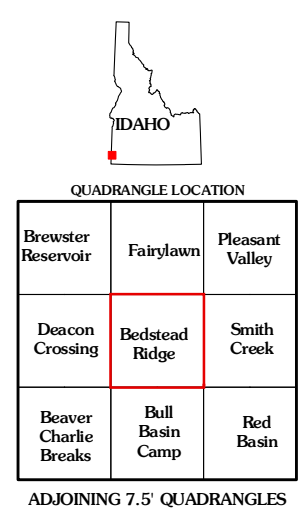 IDAHO
QUADRANGLE LOCATION
Brewster
Reservoir
Fairylawn
Pleasant
Valley
Deacon
Crossing
Bedstead
Ridge
Smith
Creek
Beaver
Charlie
Breaks
Bull
Basin
Camp
Red
Basin
ADJOINING 7.5' QUADRANGLES